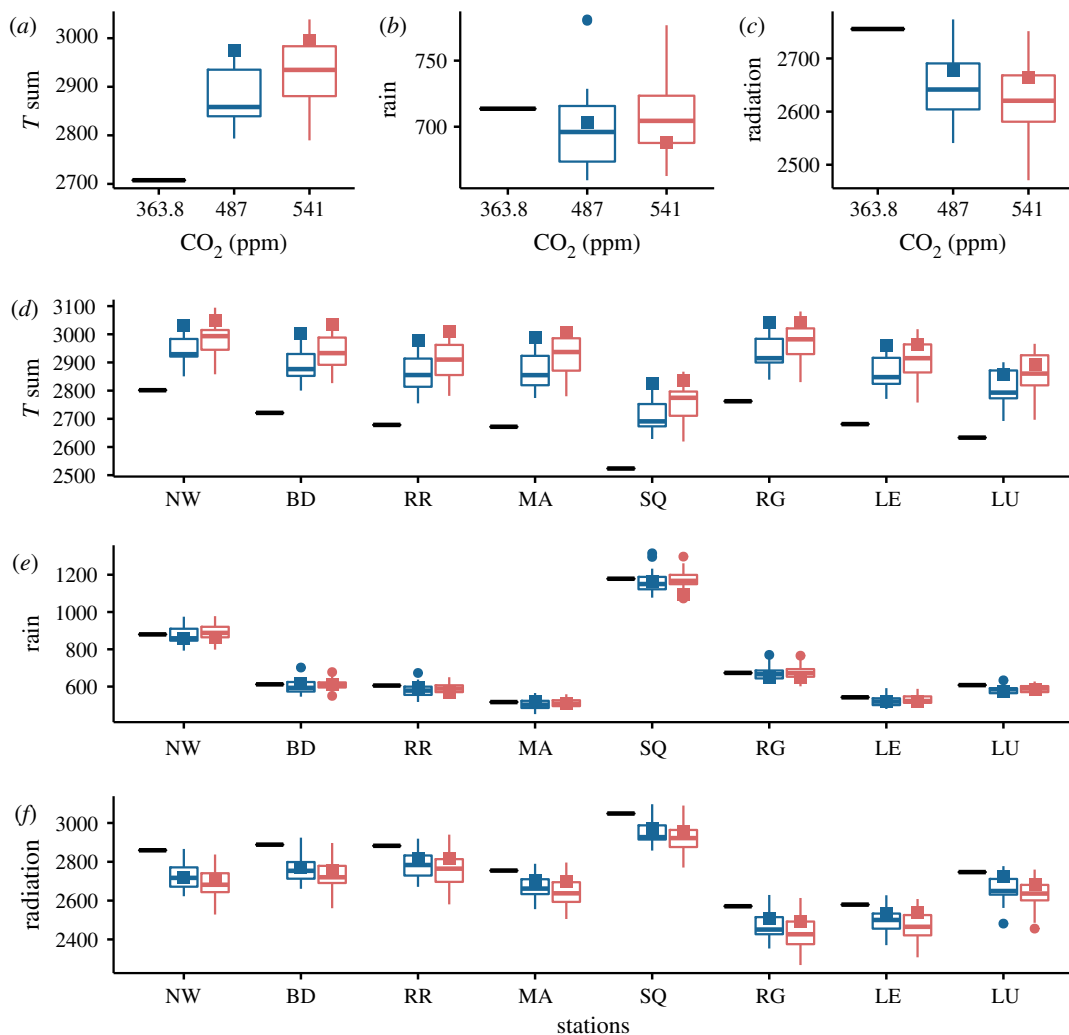 (a)
T sum
3000
2900
2800
2700
363.8 487 541
CO₂ (ppm)
(b)
rain
750
700
363.8 487 541
CO₂ (ppm)
(c)
radiation
2700
2600
2500
363.8 487 541
CO₂ (ppm)
(d)
T sum
3100
3000
2900
2800
2700
2600
2500
NW BD RR MA SQ RG LE LU
(e)
rain
1200
1000
800
600
NW BD RR MA SQ RG LE LU
(f)
radiation
3000
2800
2600
2400
NW BD RR MA SQ RG LE LU
stations